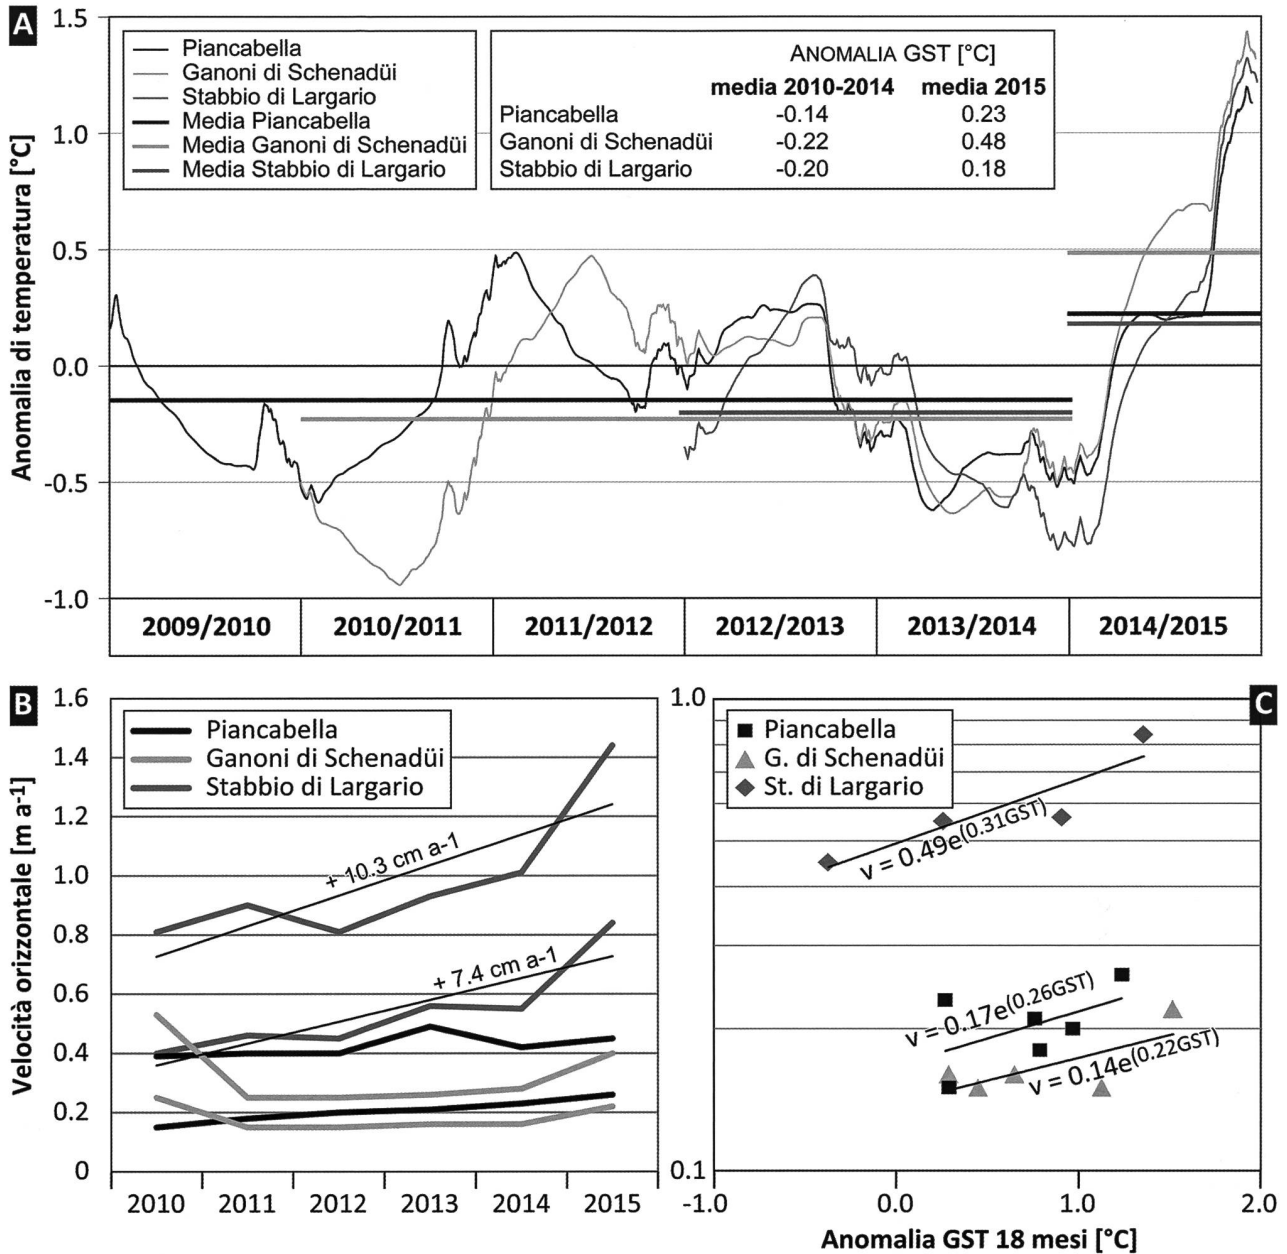 A
1.5
1.0
0.5
0.0
-0.5
-1.0
Anomalia di temperatura [°C]
Piancabella
Ganoni di Schenadüi
Stabbio di Largario
Media Piancabella
Media Ganoni di Schenadüi
Media Stabbio di Largario
ANOMALIA GST [°C]
media 2010-2014 media 2015
Piancabella -0.14 0.23
Ganoni di Schenadüi -0.22 0.48
Stabbio di Largario -0.20 0.18
2009/2010 2010/2011 2011/2012 2012/2013 2013/2014 2014/2015
B
1.6
1.4
1.2
1.0
0.8
0.6
0.4
0.2
0
Velocità orizzontale [m a-1]
Piancabella
Ganoni di Schenadüi
Stabbio di Largario
+ 10.3 cm a-1
+ 7.4 cm a-1
2010 2011 2012 2013 2014 2015
C
1.0
0.1
Piancabella
G. di Schenadüi
St. di Largario
v = 0.49e(0.31GST)
v = 0.17e(0.26GST)
v = 0.14e(0.22GST)
-1.0 0.0 1.0 2.0
Anomalia GST 18 mesi [°C]